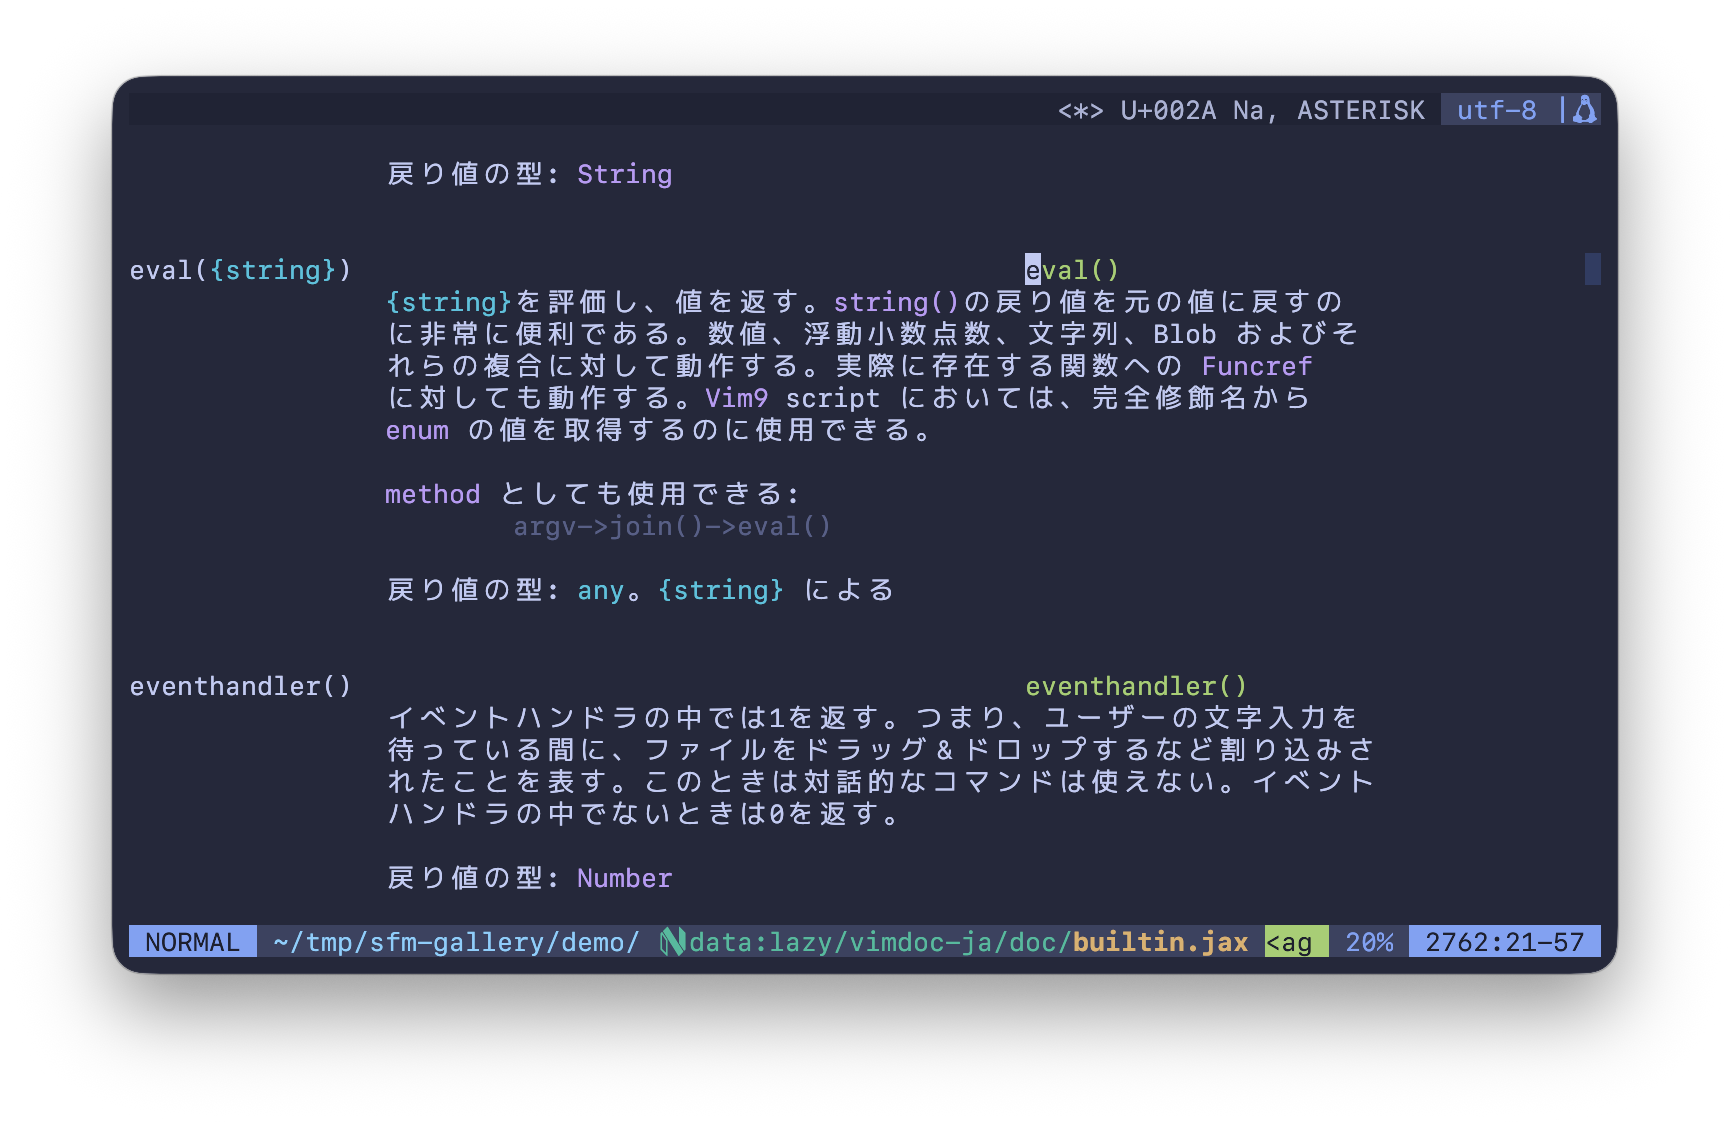 <*> U+002A Na, ASTERISK utf-8 |
戻り値の型: String
eval({string}) eval()
{string}を評価し、値を返す。string()の戻り値を元の値に戻すの
に非常に便利である。数値、浮動小数点数、文字列、Blob およびそ
れらの複合に対して動作する。実際に存在する関数への Funcref
に対しても動作する。Vim9 script においては、完全修飾名から
enum の値を取得するのに使用できる。
method としても使用できる:
argv->join()->eval()
戻り値の型: any。{string} による
eventhandler() eventhandler()
イベントハンドラの中では1を返す。つまり、ユーザーの文字入力を
待っている間に、ファイルをドラッグ＆ドロップするなど割り込みさ
れたことを表す。このときは対話的なコマンドは使えない。イベント
ハンドラの中でないときは0を返す。
戻り値の型: Number
NORMAL ~/tmp/sfm-gallery/demo/ data:lazy/vimdoc-ja/doc/builtin.jax <ag 20% 2762:21-57